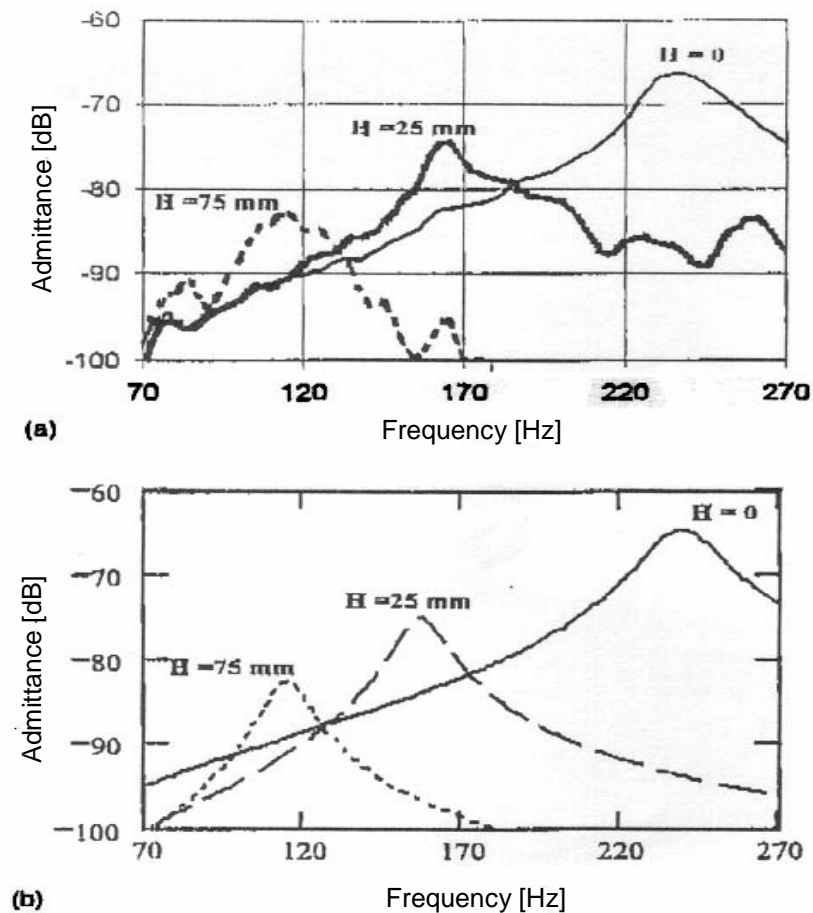 -60
-70
-80
-90
-100
Admittance [dB]
H = 0
H = 25 mm
H = 75 mm
70 120 170 220 270
(a)
Frequency [Hz]
-60
-70
-80
-90
-100
Admittance [dB]
H = 0
H = 25 mm
H = 75 mm
70 120 170 220 270
(b)
Frequency [Hz]